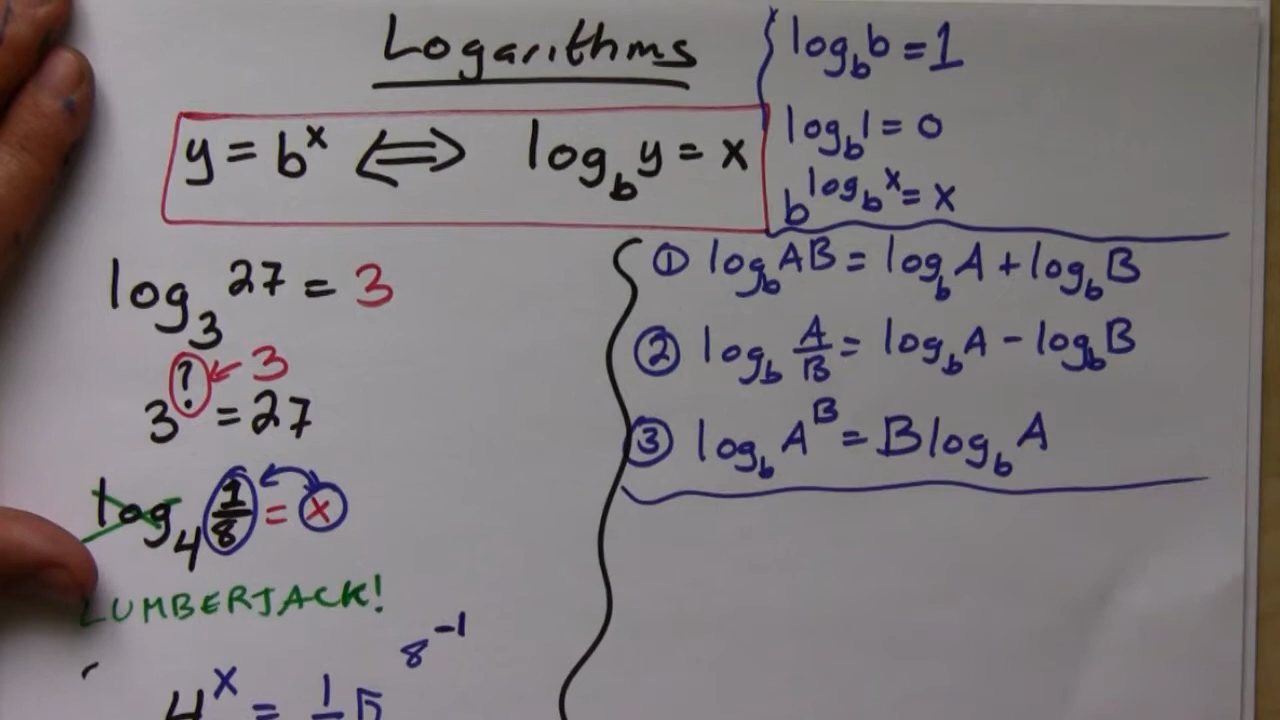 Logarithms
y = b^x ⟺ log_b y = x
log_b b = 1
log_b 1 = 0
b^{log_b x} = x
log_3 27 = 3
3^? = 27
3
log_4 1/8 = x
LUMBERJACK!
8^{-1}
4^x = 1
① log_b AB = log_b A + log_b B
② log_b A/B = log_b A - log_b B
③ log_b A^B = B log_b A